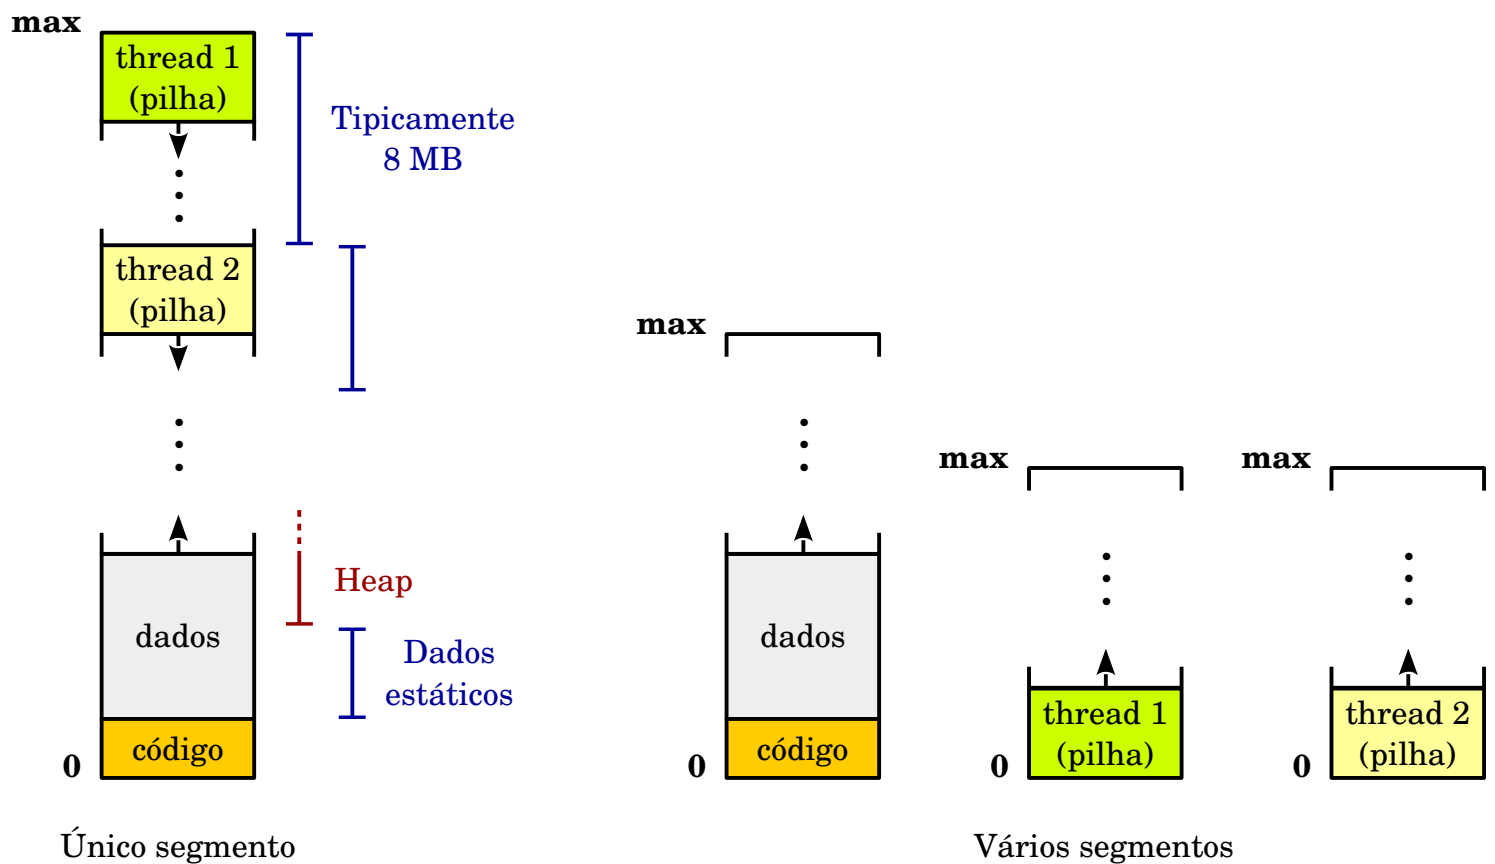 max
thread 1
(pilha)
Tipicamente
8 MB
thread 2
(pilha)
Heap
dados
Dados
estáticos
código
0
Único segmento
max
dados
código
0
max
thread 1
(pilha)
0
max
thread 2
(pilha)
0
Vários segmentos